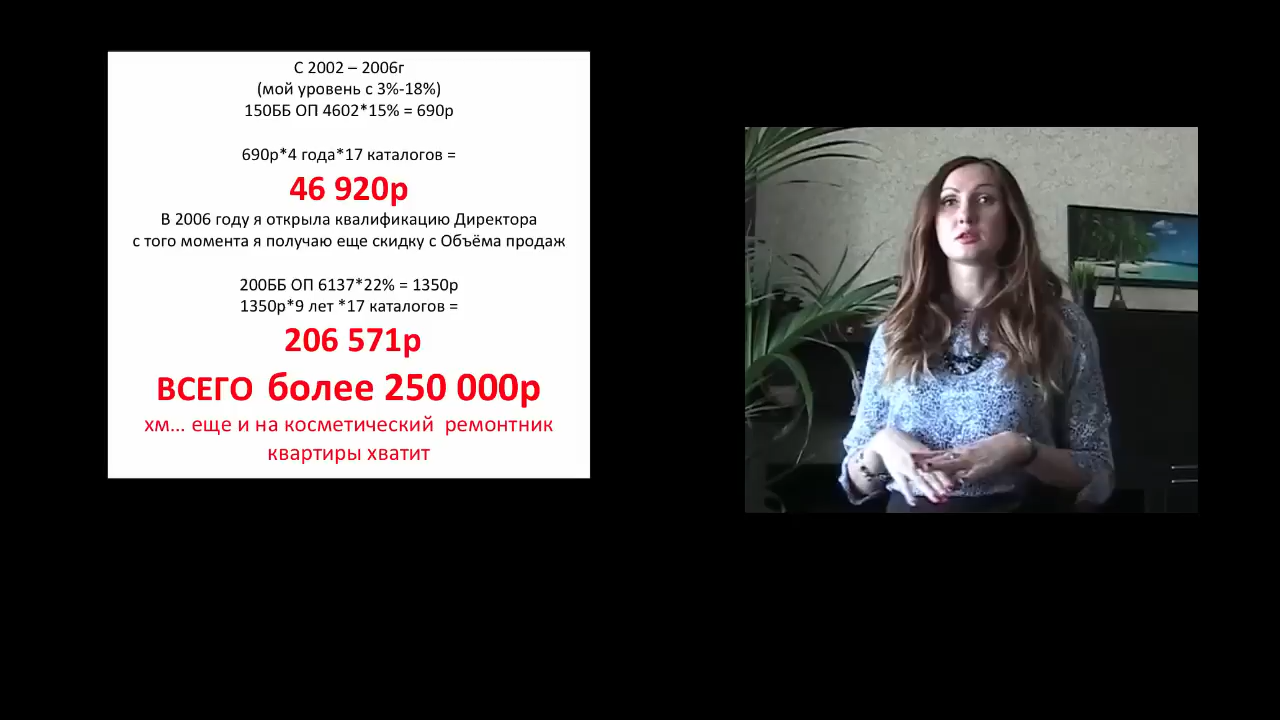 С 2002 – 2006г
(мой уровень с 3%-18%)
150ББ ОП 4602*15% = 690р
690р*4 года*17 каталогов =
46 920р
В 2006 году я открыла квалификацию Директора
с того момента я получаю еще скидку с Объёма продаж
200ББ ОП 6137*22% = 1350р
1350р*9 лет *17 каталогов =
206 571р
ВСЕГО более 250 000р
хм... еще и на косметический ремонтник
квартиры хватит